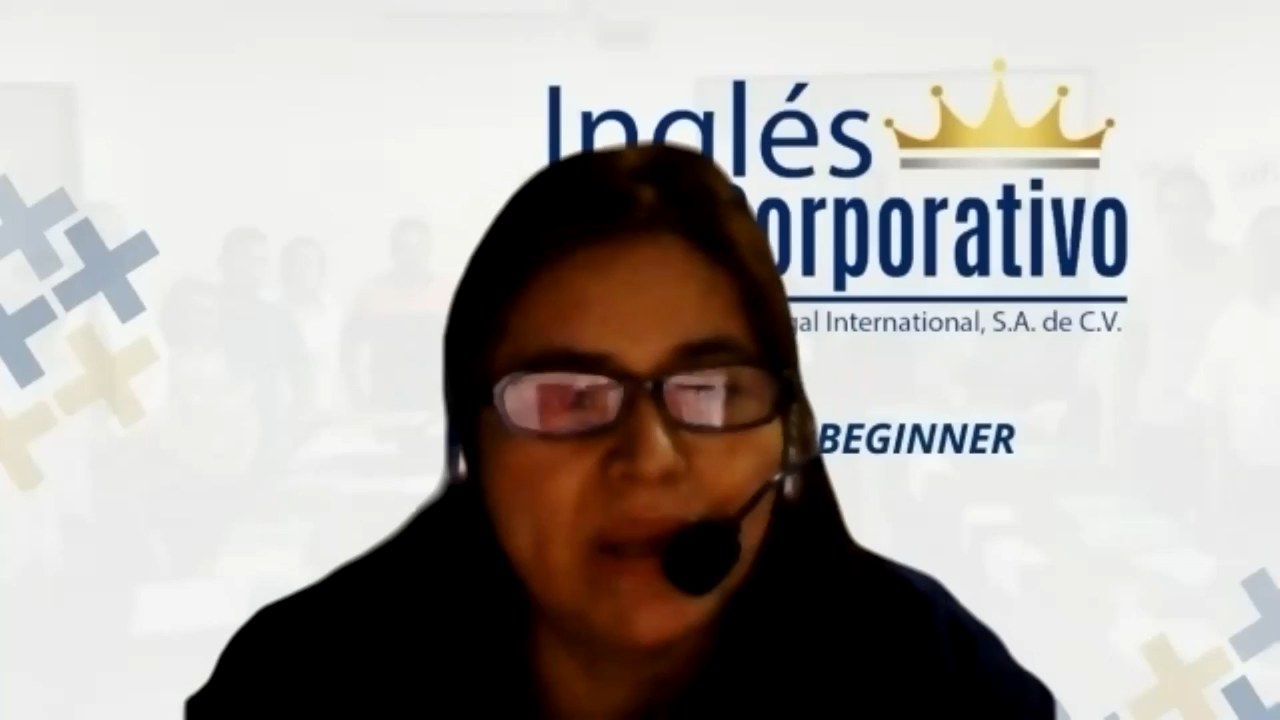 Inglés
orporativo
gal International, S.A. de C.V.
BEGINNER